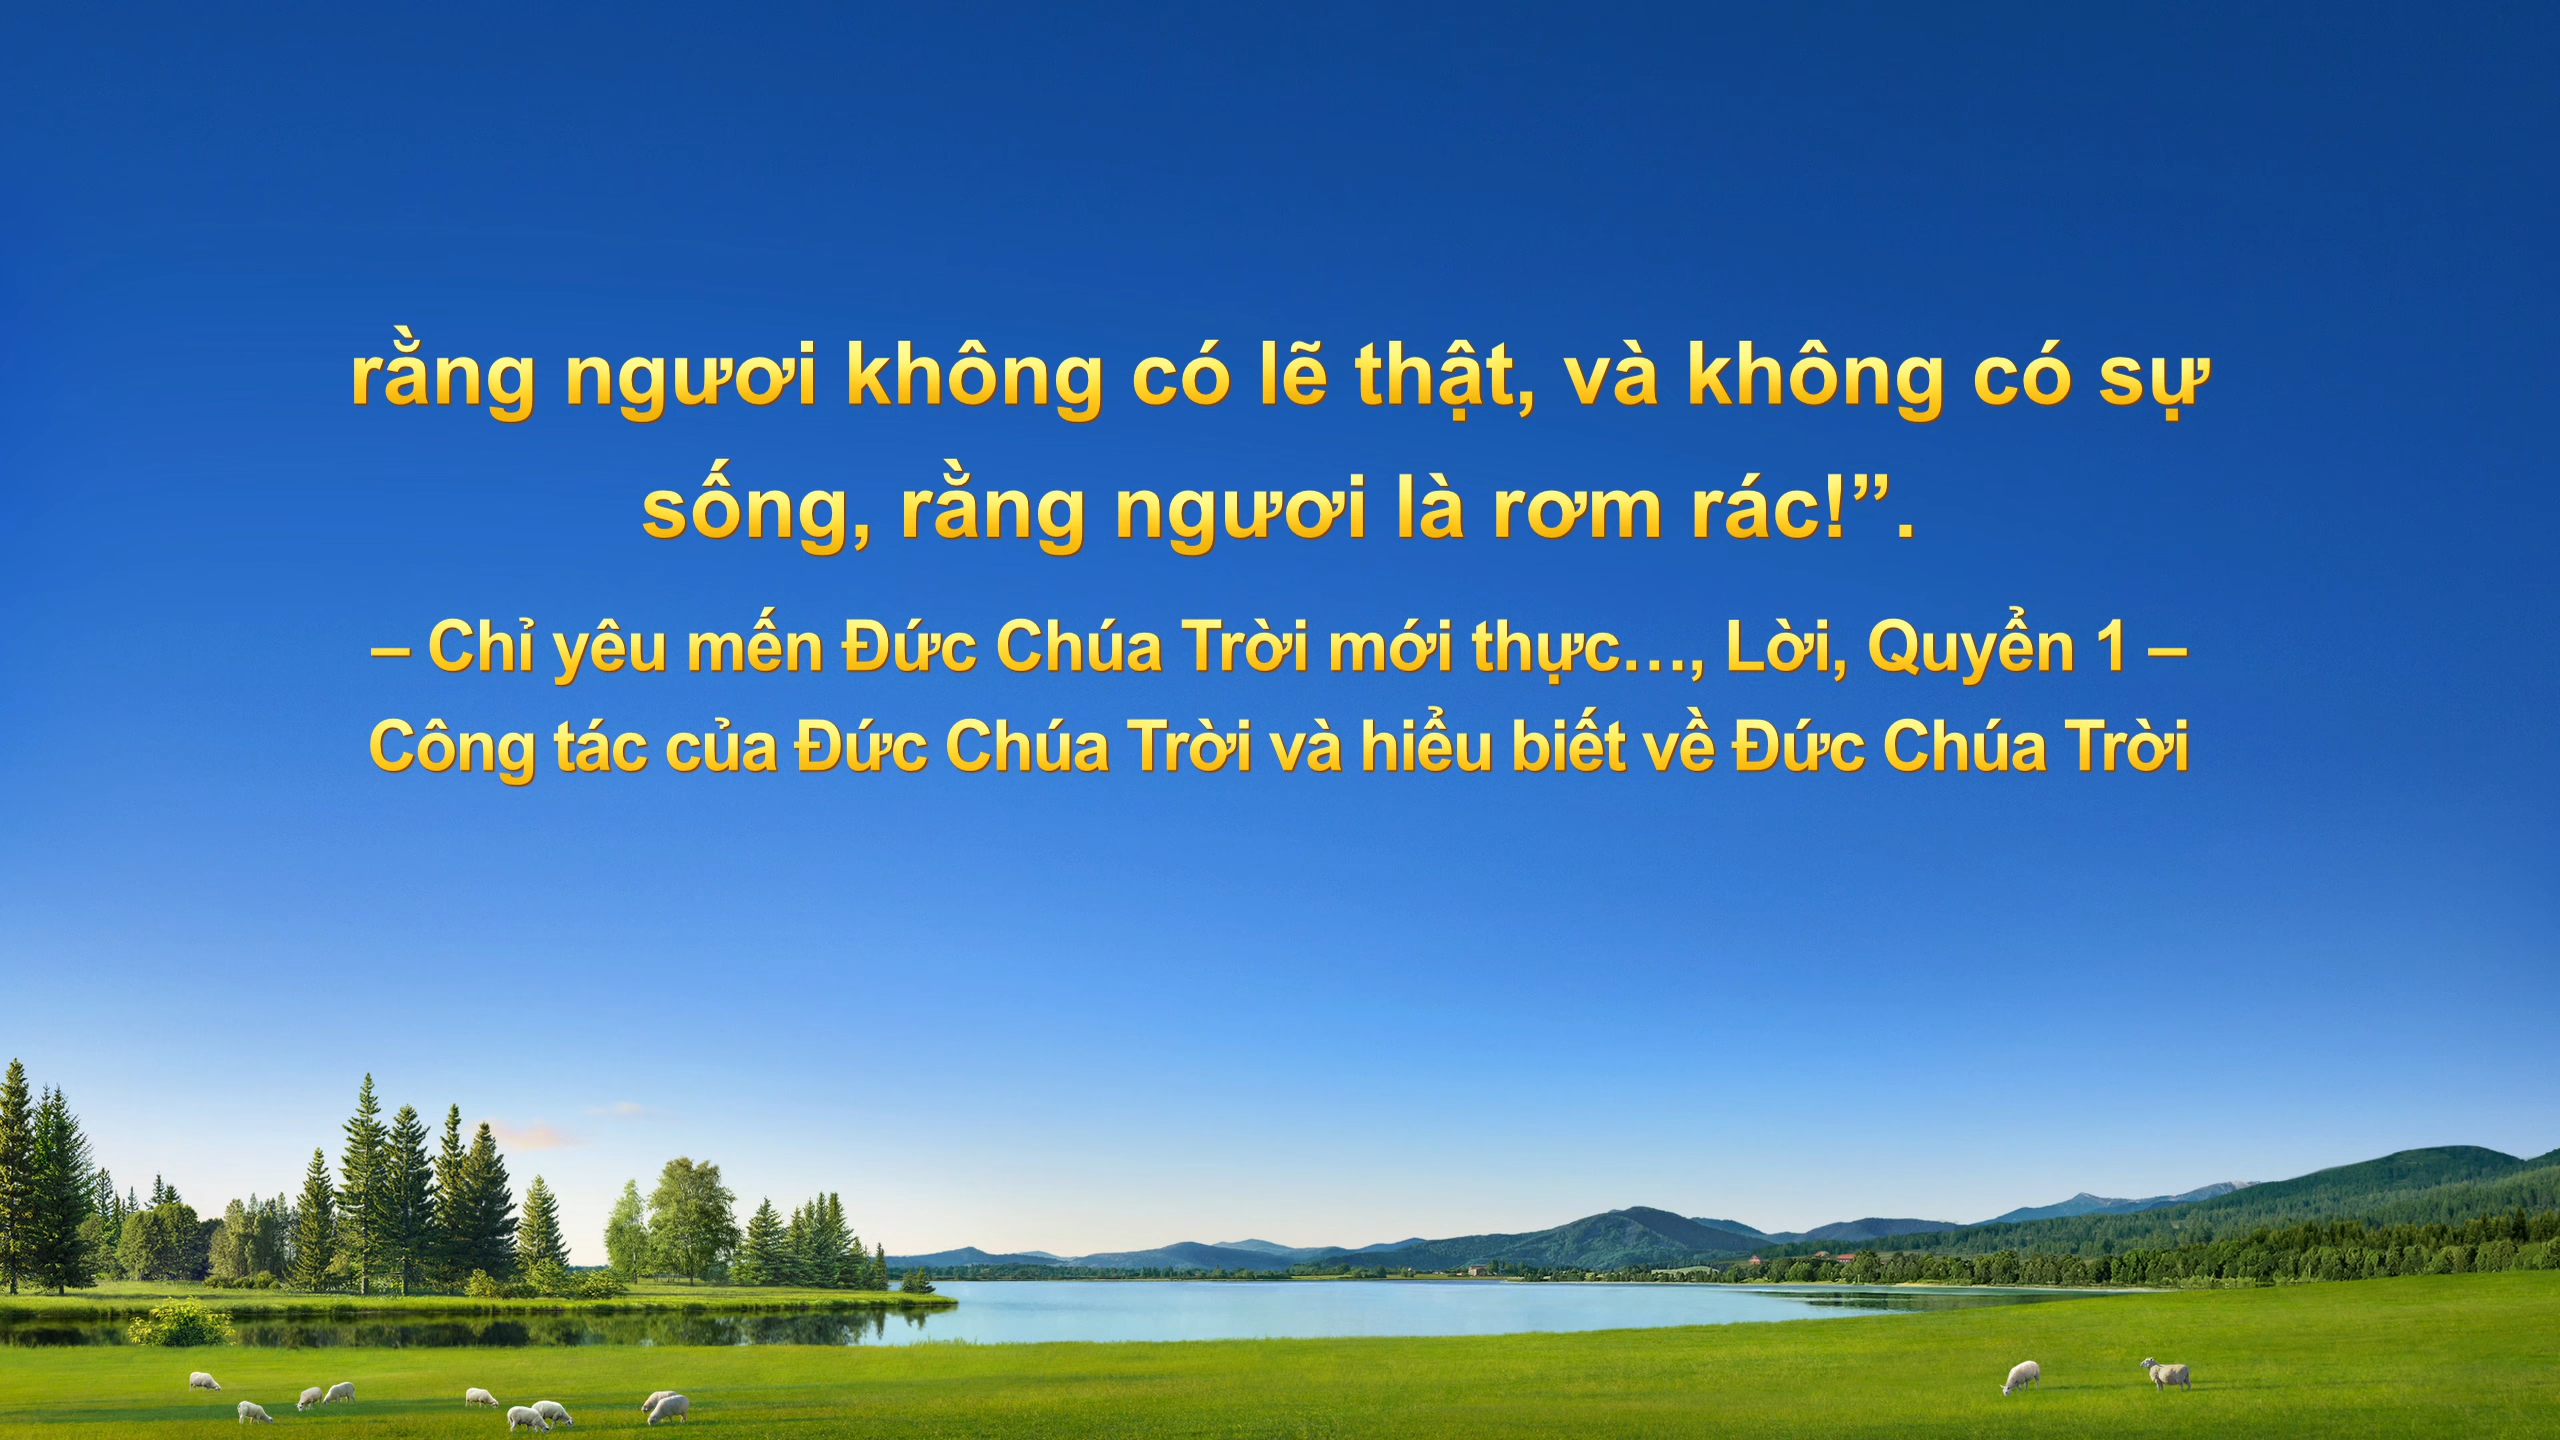 rằng ngươi không có lẽ thật, và không có sự
sống, rằng ngươi là rơm rác!”.
– Chỉ yêu mến Đức Chúa Trời mới thực…, Lời, Quyển 1 –
Công tác của Đức Chúa Trời và hiểu biết về Đức Chúa Trời